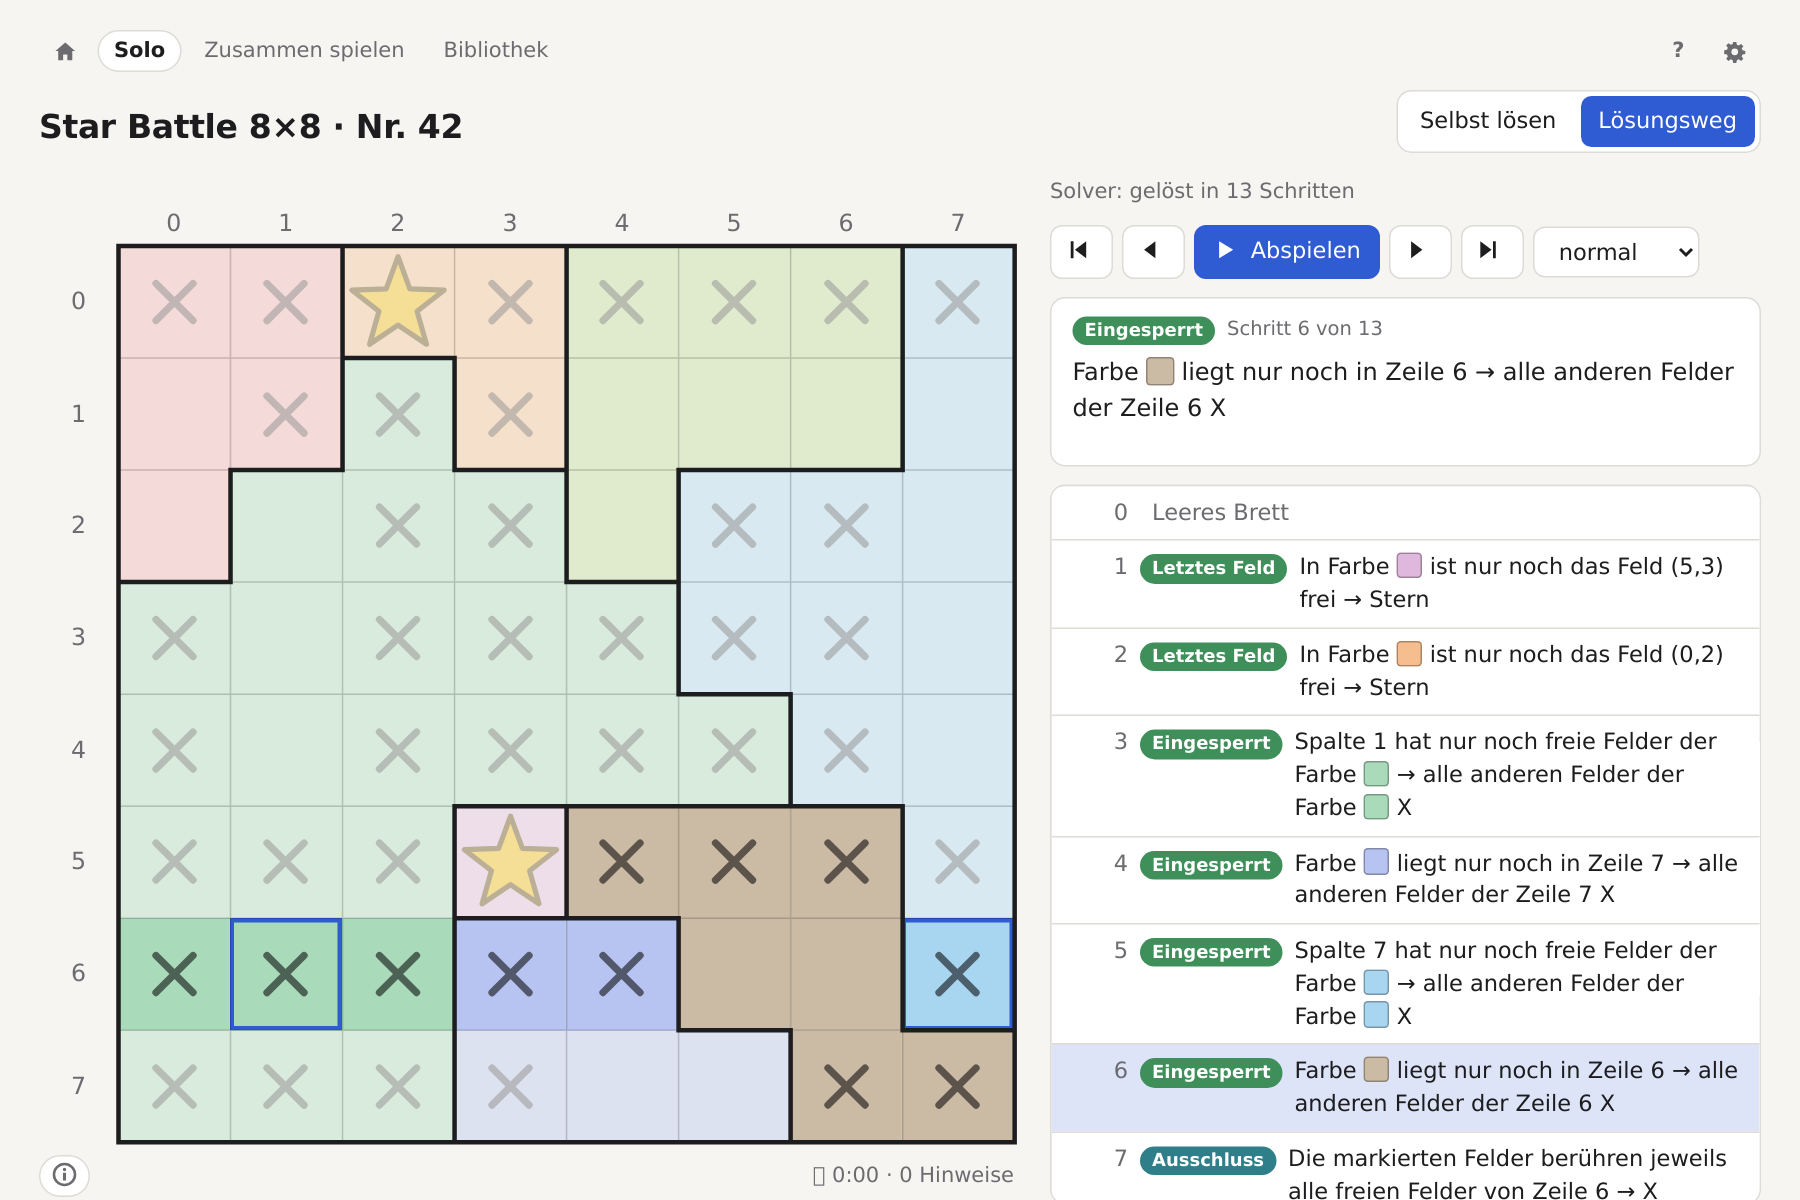 Solo Zusammen spielen Bibliothek ?
Star Battle 8×8 · Nr. 42
Selbst lösen Lösungsweg
Solver: gelöst in 13 Schritten
Abspielen normal
0 1 2 3 4 5 6 7
0
1
2
3
4
5
6
7
Eingesperrt Schritt 6 von 13
Farbe liegt nur noch in Zeile 6 → alle anderen Felder
der Zeile 6 X
0 Leeres Brett
1 Letztes Feld In Farbe ist nur noch das Feld (5,3)
frei → Stern
2 Letztes Feld In Farbe ist nur noch das Feld (0,2)
frei → Stern
3 Eingesperrt Spalte 1 hat nur noch freie Felder der
Farbe → alle anderen Felder der
Farbe X
4 Eingesperrt Farbe liegt nur noch in Zeile 7 → alle
anderen Felder der Zeile 7 X
5 Eingesperrt Spalte 7 hat nur noch freie Felder der
Farbe → alle anderen Felder der
Farbe X
6 Eingesperrt Farbe liegt nur noch in Zeile 6 → alle
anderen Felder der Zeile 6 X
7 Ausschluss Die markierten Felder berühren jeweils
alle freien Felder von Zeile 6 → X
0:00 · 0 Hinweise